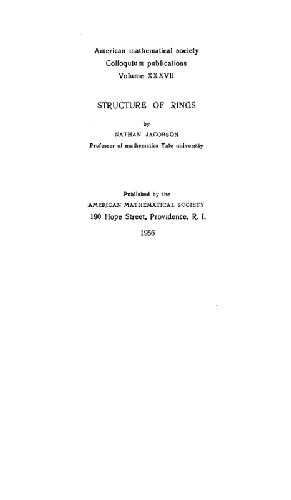 American mathematical society
Colloquium publications
Volume XXXVII
STRUCTURE OF RINGS
by
NATHAN JACOBSON
Professor of mathematics Yale university
Published by the
AMERICAN MATHEMATICAL SOCIETY
190 Hope Street, Providence, R. I.
1956